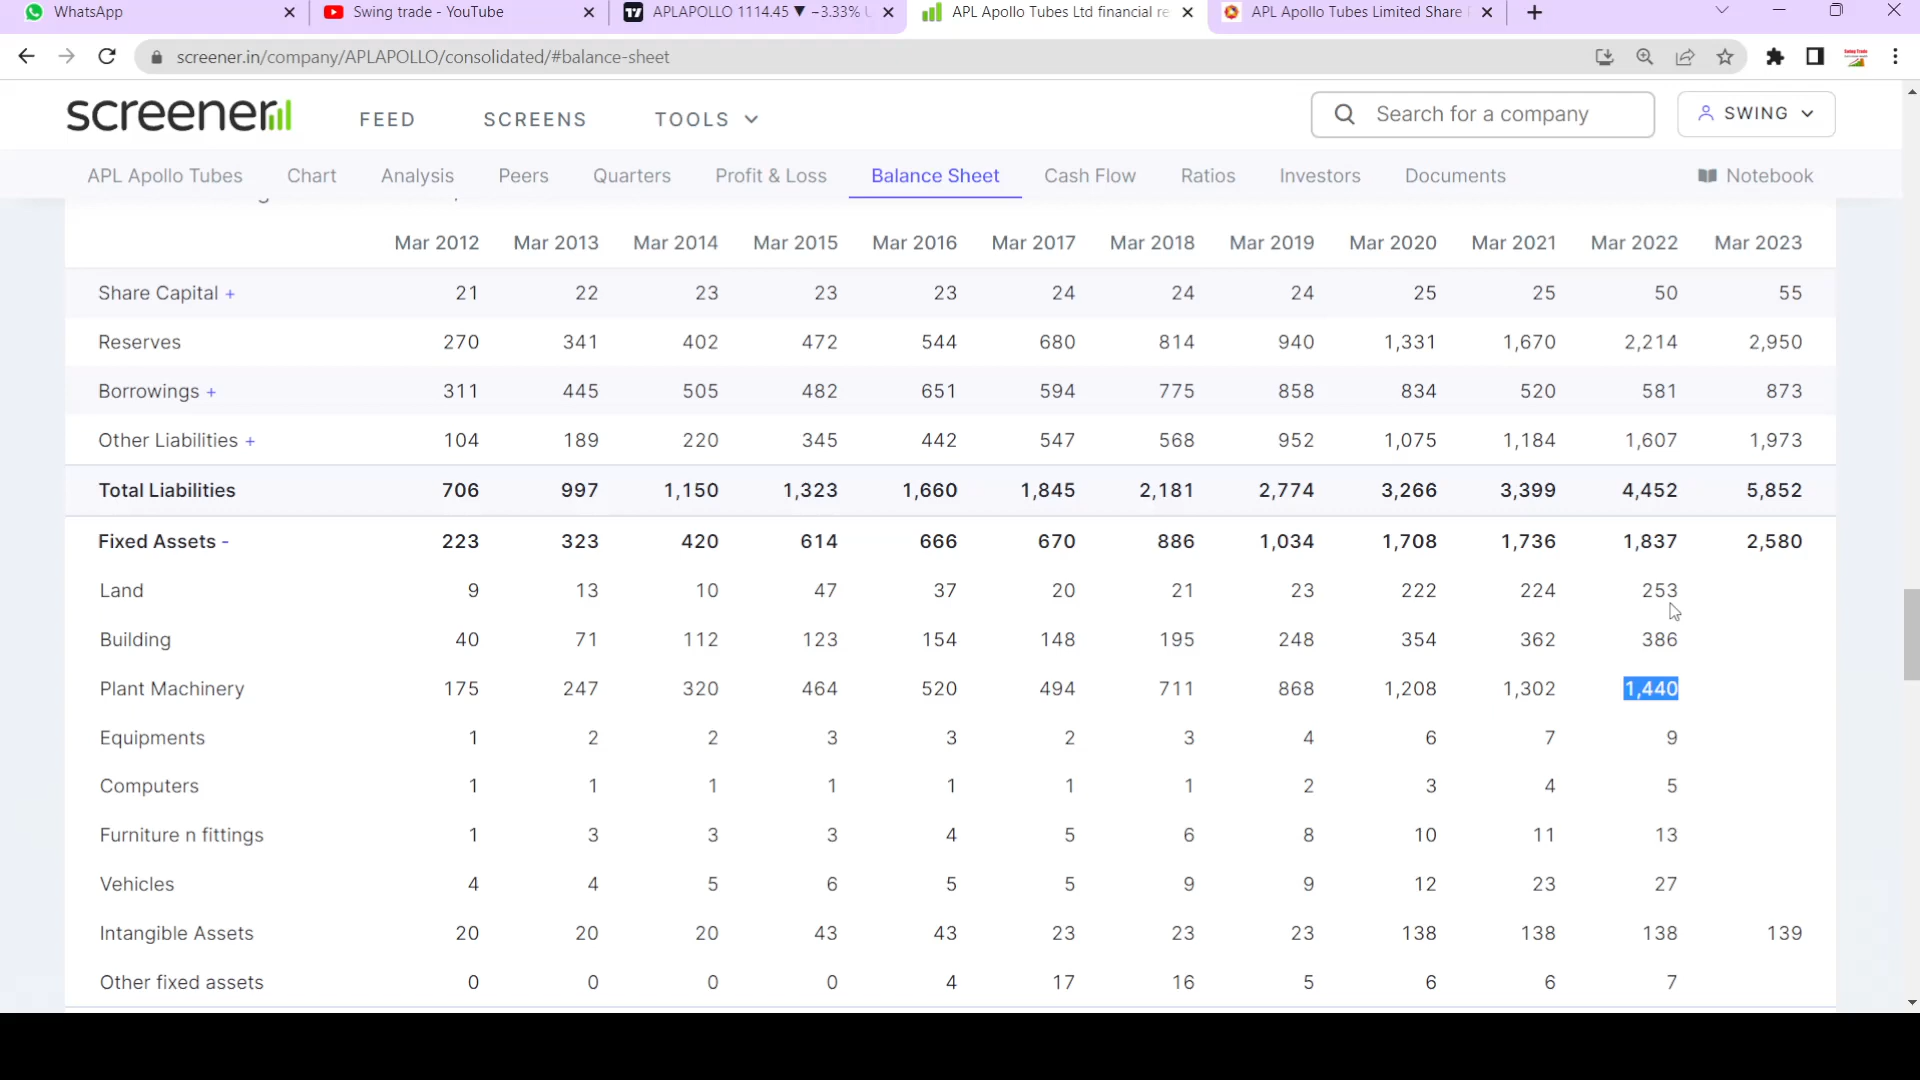 WhatsApp
Swing trade - YouTube
APLAPOLLO 1114.45 ▼ −3.33% U
APL Apollo Tubes Ltd financial re
APL Apollo Tubes Limited Share
screener.in/company/APLAPOLLO/consolidated/#balance-sheet
screener
FEED SCREENS TOOLS
Search for a company
SWING
APL Apollo Tubes Chart Analysis Peers Quarters Profit & Loss Balance Sheet Cash Flow Ratios Investors Documents Notebook
Mar 2012 Mar 2013 Mar 2014 Mar 2015 Mar 2016 Mar 2017 Mar 2018 Mar 2019 Mar 2020 Mar 2021 Mar 2022 Mar 2023
Share Capital + 21 22 23 23 23 24 24 24 25 25 50 55
Reserves 270 341 402 472 544 680 814 940 1,331 1,670 2,214 2,950
Borrowings + 311 445 505 482 651 594 775 858 834 520 581 873
Other Liabilities + 104 189 220 345 442 547 568 952 1,075 1,184 1,607 1,973
Total Liabilities 706 997 1,150 1,323 1,660 1,845 2,181 2,774 3,266 3,399 4,452 5,852
Fixed Assets - 223 323 420 614 666 670 886 1,034 1,708 1,736 1,837 2,580
Land 9 13 10 47 37 20 21 23 222 224 253
Building 40 71 112 123 154 148 195 248 354 362 386
Plant Machinery 175 247 320 464 520 494 711 868 1,208 1,302 1,440
Equipments 1 2 2 3 3 2 3 4 6 7 9
Computers 1 1 1 1 1 1 1 2 3 4 5
Furniture n fittings 1 3 3 3 4 5 6 8 10 11 13
Vehicles 4 4 5 6 5 5 9 9 12 23 27
Intangible Assets 20 20 20 43 43 23 23 23 138 138 138 139
Other fixed assets 0 0 0 0 4 17 16 5 6 6 7